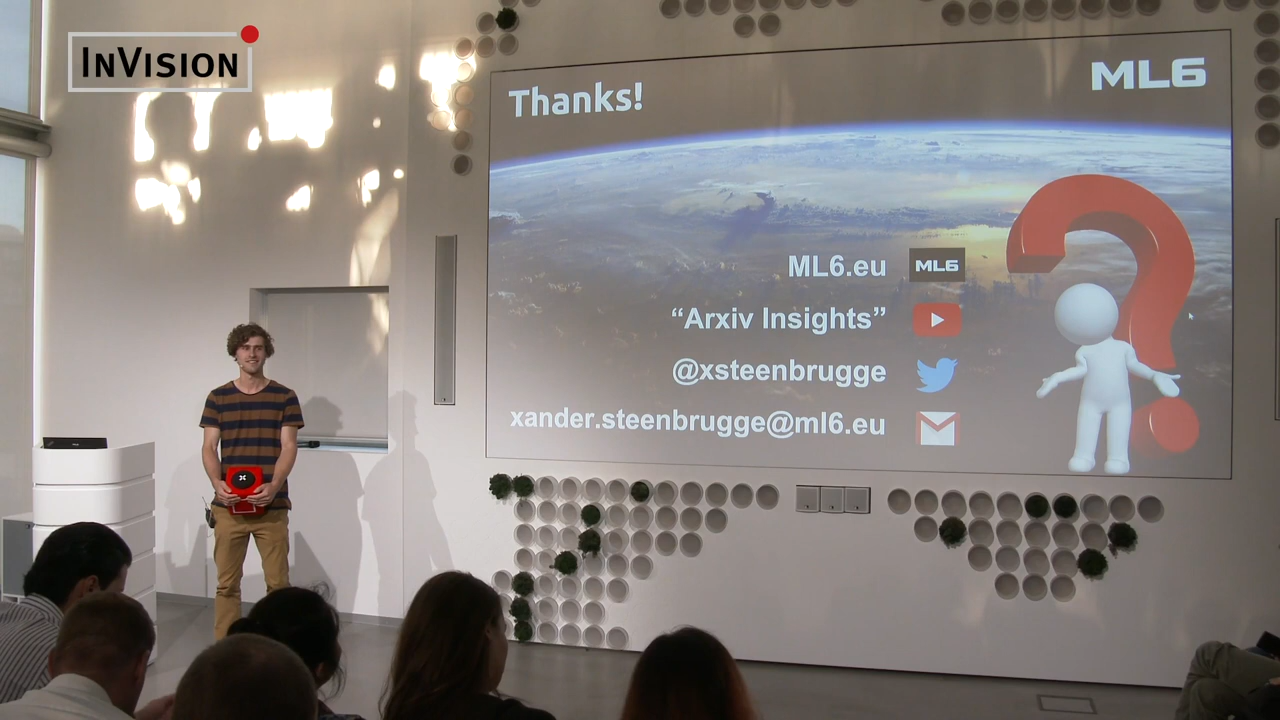 INVISION
Thanks!
ML6
ML6.eu
ML6
“Arxiv Insights”
@xsteenbrugge
xander.steenbrugge@ml6.eu